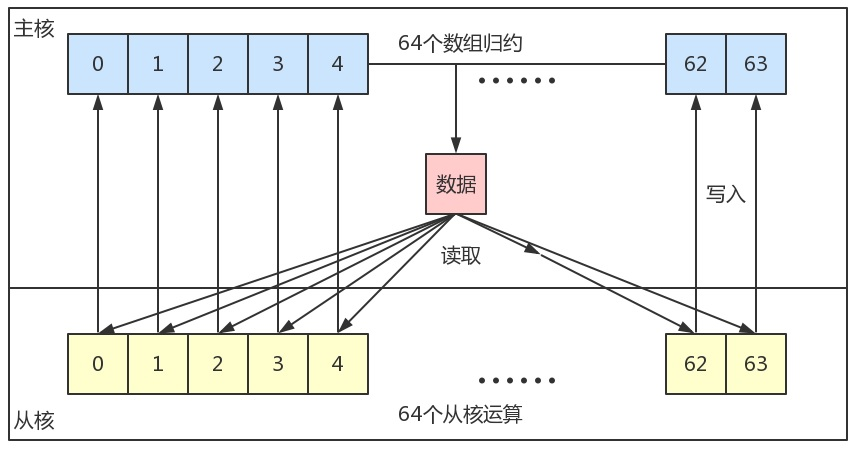 主核
64个数组归约
0 1 2 3 4 ...... 62 63
数据
写入
读取
0 1 2 3 4 ...... 62 63
64个从核运算
从核